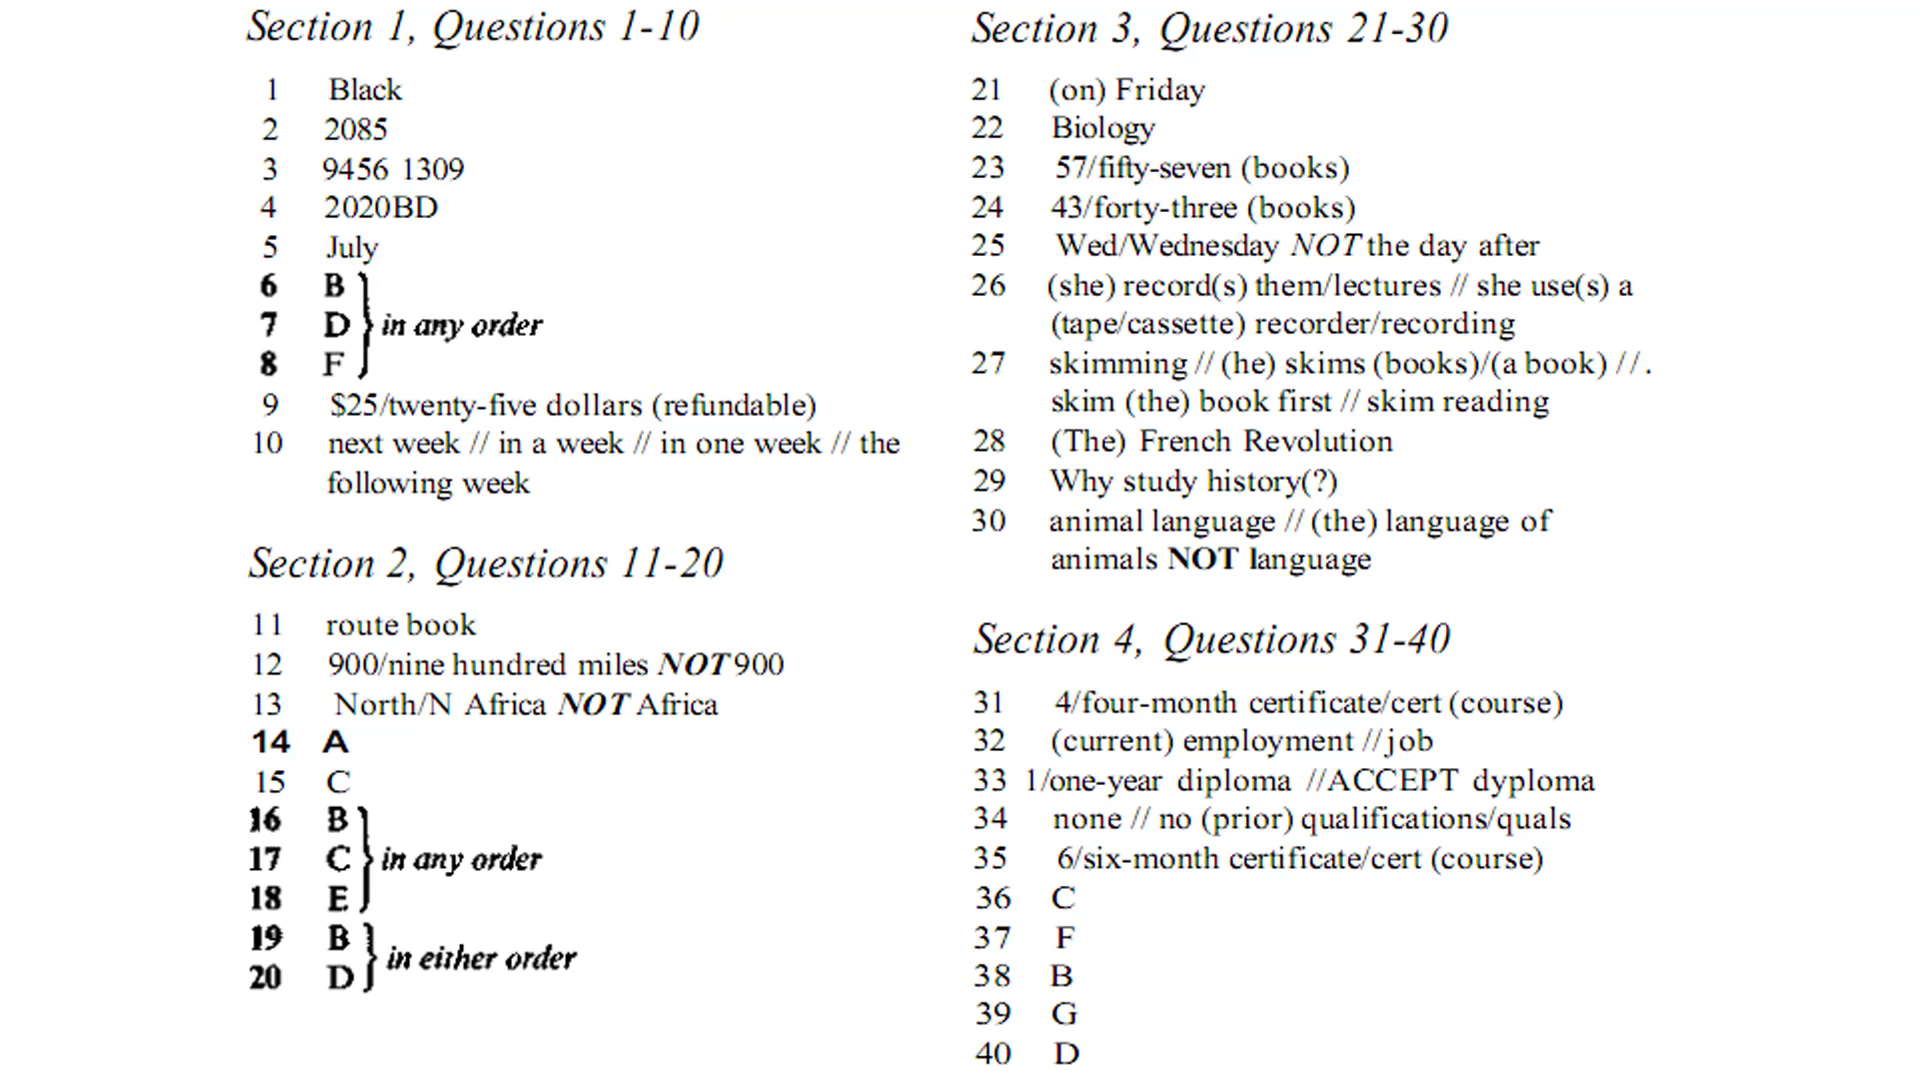 Section 1, Questions 1-10
1 Black
2 2085
3 9456 1309
4 2020BD
5 July
6 B
7 D in any order
8 F
9 $25/twenty-five dollars (refundable)
10 next week // in a week // in one week // the
following week
Section 2, Questions 11-20
11 route book
12 900/nine hundred miles NOT 900
13 North/N Africa NOT Africa
14 A
15 C
16 B
17 C in any order
18 E
19 B
in either order
20 D
Section 3, Questions 21-30
21 (on) Friday
22 Biology
23 57/fifty-seven (books)
24 43/forty-three (books)
25 Wed/Wednesday NOT the day after
26 (she) record(s) them/lectures // she use(s) a
(tape/cassette) recorder/recording
27 skimming // (he) skims (books)/(a book) //.
skim (the) book first // skim reading
28 (The) French Revolution
29 Why study history(?)
30 animal language // (the) language of
animals NOT language
Section 4, Questions 31-40
31 4/four-month certificate/cert (course)
32 (current) employment //job
33 1/one-year diploma //ACCEPT dyploma
34 none // no (prior) qualifications/quals
35 6/six-month certificate/cert (course)
36 C
37 F
38 B
39 G
40 D